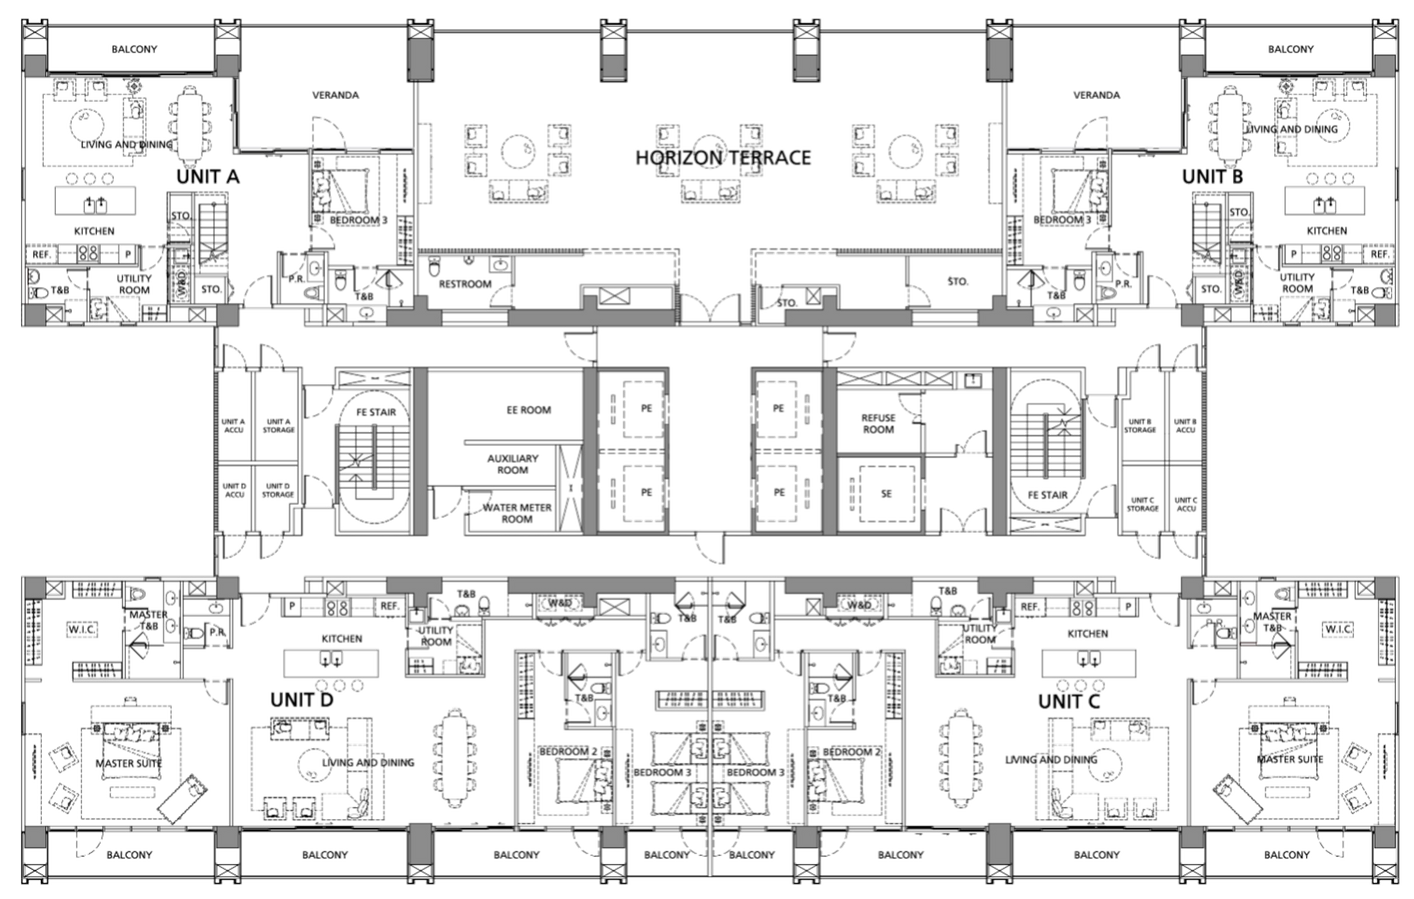 BALCONY
BALCONY
VERANDA
VERANDA
LIVING AND DINING
HORIZON TERRACE
LIVING AND DINING
UNIT A
UNIT B
STO.
BEDROOM 3
BEDROOM 3
STO.
KITCHEN
KITCHEN
REF.
P
P
REF.
UTILITY
ROOM
T&B
W&D
STO.
P.R.
T&B
RESTROOM
STO.
STO.
T&B
P.R.
STO.
W&D
UTILITY
ROOM
T&B
UNIT A
ACCU
UNIT A
STORAGE
FE STAIR
EE ROOM
PE
PE
REFUSE
ROOM
UNIT B
STORAGE
UNIT B
ACCU
AUXILIARY
ROOM
UNIT D
ACCU
UNIT D
STORAGE
WATER METER
ROOM
PE
PE
SE
FE STAIR
UNIT C
STORAGE
UNIT C
ACCU
W.I.C.
MASTER
T&B
P.R.
P
REF.
T&B
W&D
T&B
T&B
W&D
T&B
REF.
P
P.R.
MASTER
T&B
W.I.C.
KITCHEN
UTILITY
ROOM
UTILITY
ROOM
KITCHEN
UNIT D
T&B
T&B
UNIT C
MASTER SUITE
LIVING AND DINING
BEDROOM 2
BEDROOM 3
BEDROOM 3
BEDROOM 2
LIVING AND DINING
MASTER SUITE
BALCONY
BALCONY
BALCONY
BALCONY
BALCONY
BALCONY
BALCONY
BALCONY